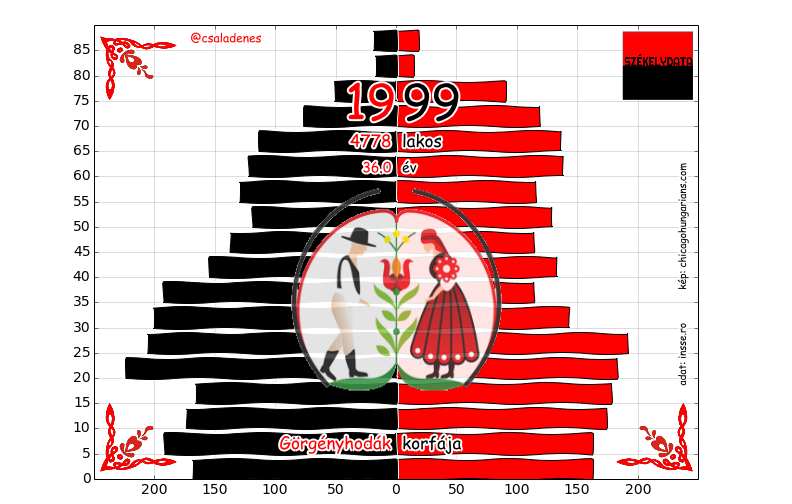 @csaladenes
SZÉKELYDATA
1999
4778 lakos
36.0 év
kép: chicagohungarians.com
adat: insse.ro
Görgényhodák korfája
85
80
75
70
65
60
55
50
45
40
35
30
25
20
15
10
5
0
200 150 100 50 0 50 100 150 200